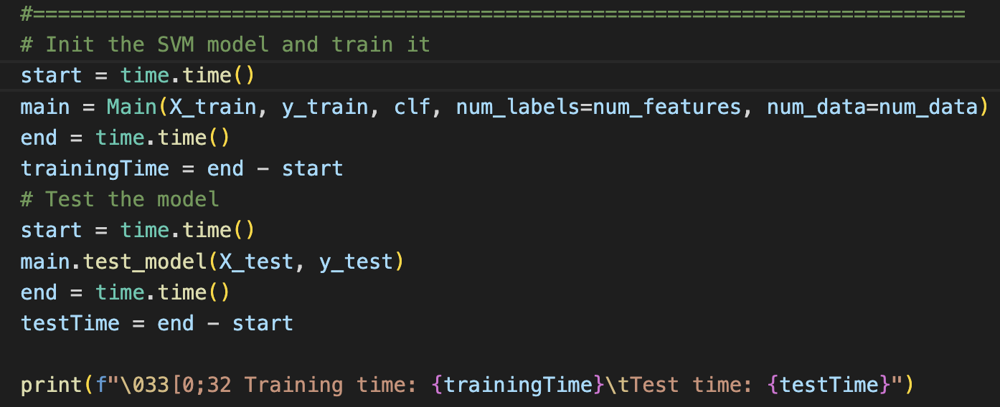 #===========================================================================
# Init the SVM model and train it
start = time.time()
main = Main(X_train, y_train, clf, num_labels=num_features, num_data=num_data)
end = time.time()
trainingTime = end - start
# Test the model
start = time.time()
main.test_model(X_test, y_test)
end = time.time()
testTime = end - start
print(f"\033[0;32 Training time: {trainingTime}\tTest time: {testTime}")